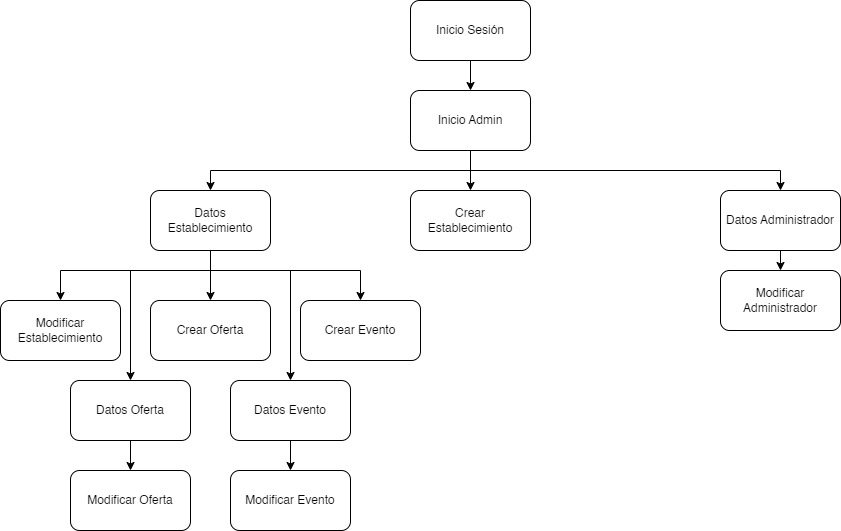 Inicio Sesión
Inicio Admin
Datos
Establecimiento
Crear
Establecimiento
Datos Administrador
Modificar
Administrador
Modificar
Establecimiento
Crear Oferta
Crear Evento
Datos Oferta
Datos Evento
Modificar Oferta
Modificar Evento